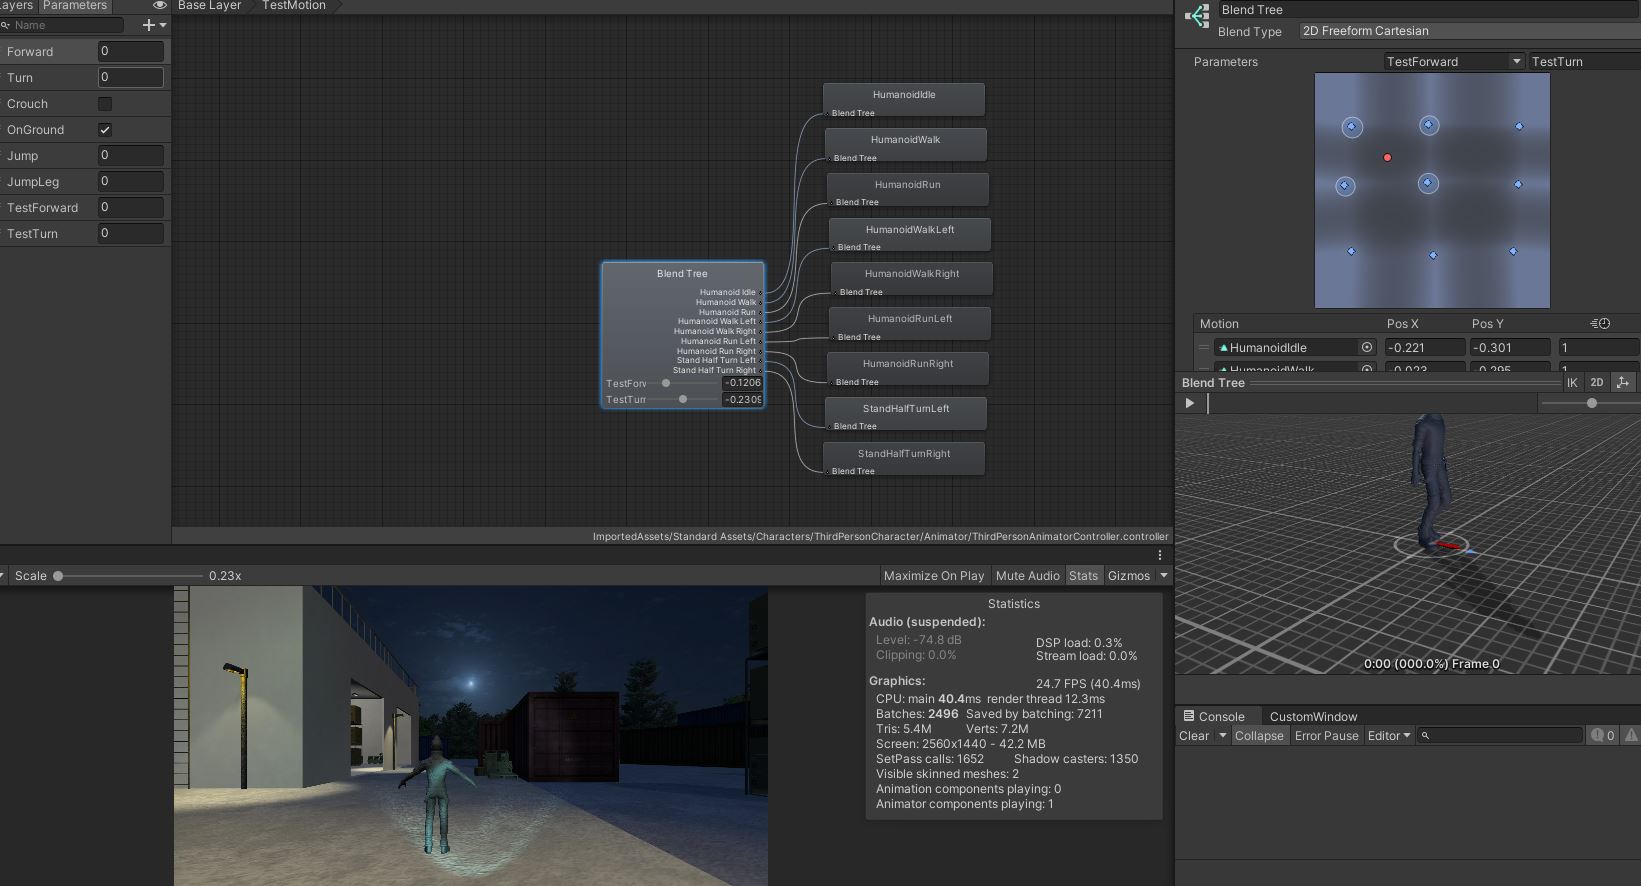 Layers Parameters
Name
Forward 0
Turn 0
Crouch
OnGround
Jump 0
JumpLeg 0
TestForward 0
TestTurn 0
Base Layer TestMotion
HumanoidIdle
Blend Tree
HumanoidWalk
Blend Tree
HumanoidRun
Blend Tree
HumanoidWalkLeft
Blend Tree
HumanoidWalkRight
Blend Tree
HumanoidRunLeft
Blend Tree
HumanoidRunRight
Blend Tree
StandHalfTurnLeft
Blend Tree
StandHalfTurnRight
Blend Tree
Blend Tree
Humanoid Idle
Humanoid Walk
Humanoid Run
Humanoid Walk Left
Humanoid Walk Right
Humanoid Run Left
Humanoid Run Right
Stand Half Turn Left
Stand Half Turn Right
TestForw -0.1206
TestTurn -0.2309
ImportedAssets/Standard Assets/Characters/ThirdPersonCharacter/Animator/ThirdPersonAnimatorController.controller
Scale 0.23x
Maximize On Play Mute Audio Stats Gizmos
Statistics
Audio (suspended):
Level: -74.8 dB DSP load: 0.3%
Clipping: 0.0% Stream load: 0.0%
Graphics: 24.7 FPS (40.4ms)
CPU: main 40.4ms render thread 12.3ms
Batches: 2496 Saved by batching: 7211
Tris: 5.4M Verts: 7.2M
Screen: 2560x1440 - 42.2 MB
SetPass calls: 1652 Shadow casters: 1350
Visible skinned meshes: 2
Animation components playing: 0
Animator components playing: 1
Blend Tree
Blend Type 2D Freeform Cartesian
Parameters TestForward TestTurn
Motion Pos X Pos Y
HumanoidIdle -0.221 -0.301 1
HumanoidWalk -0.023 -0.295 1
Blend Tree IK 2D
0:00 (000.0%) Frame 0
Console CustomWindow
Clear Collapse Error Pause Editor 0